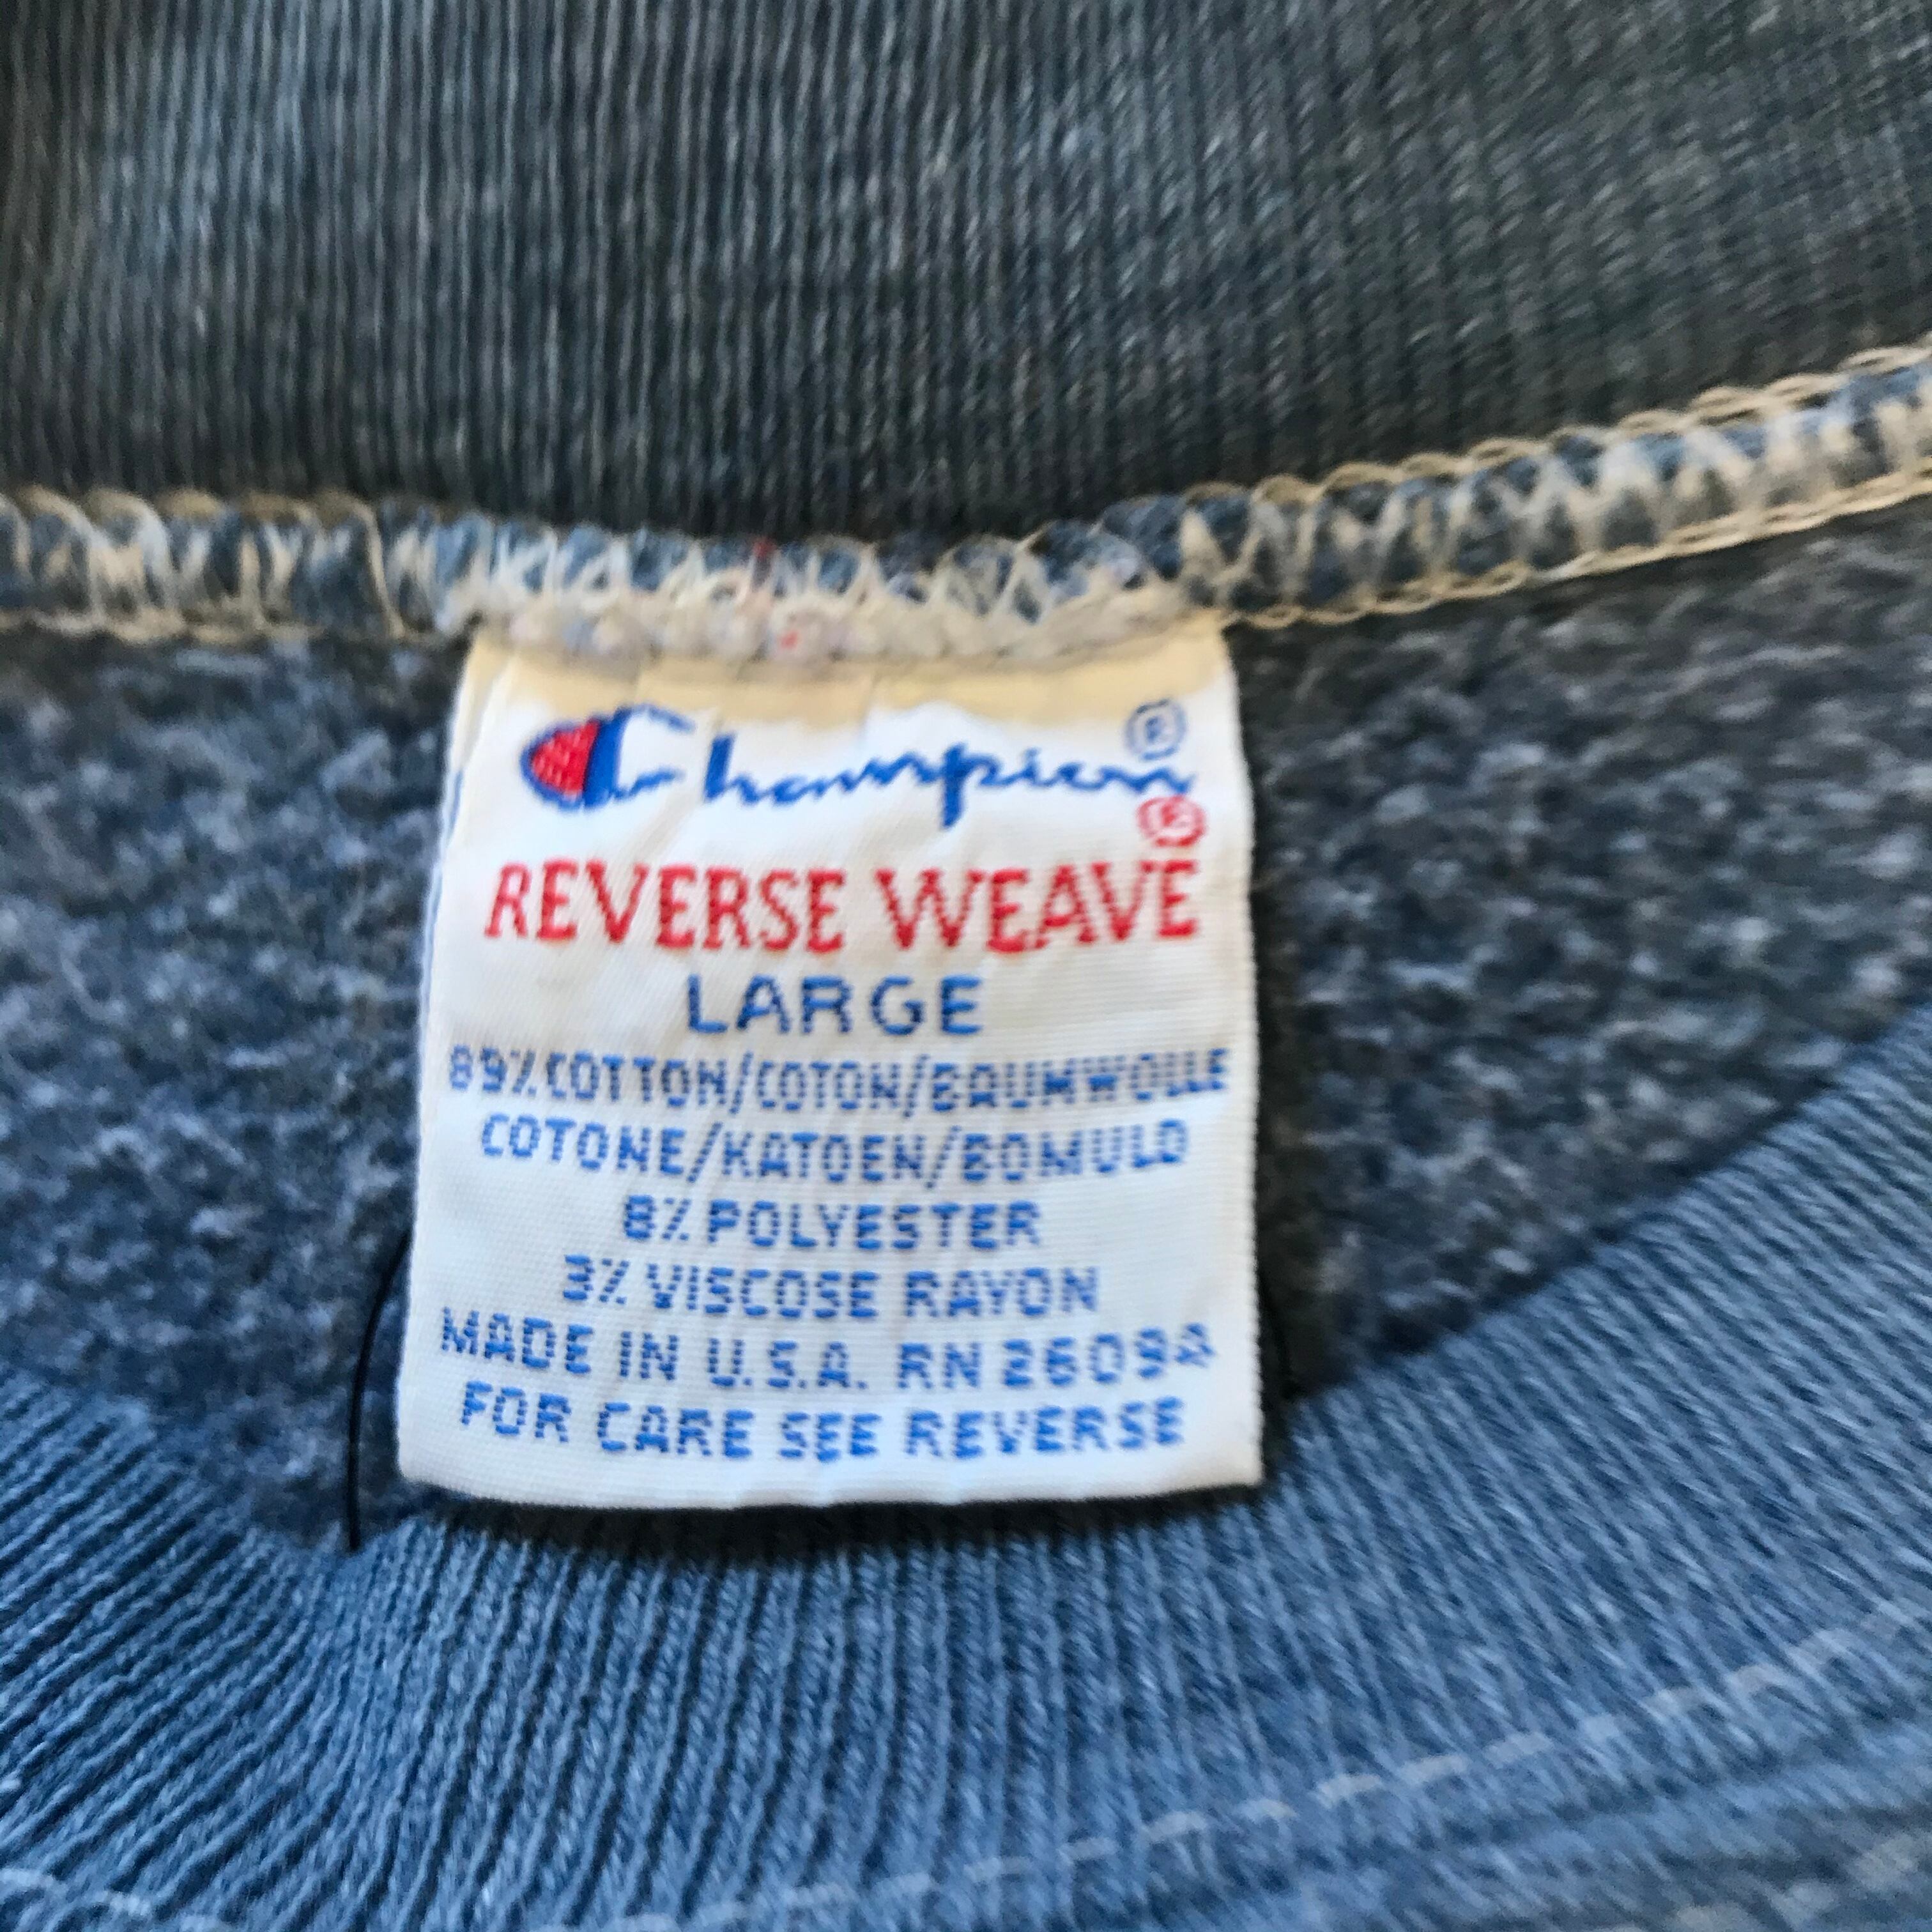 Champion®
®
REVERSE WEAVE
LARGE
89% COTTON/COTON/BAUMWOLLE
COTONE/KATOEN/BOMULD
8% POLYESTER
3% VISCOSE RAYON
MADE IN U.S.A. RN 26094
FOR CARE SEE REVERSE